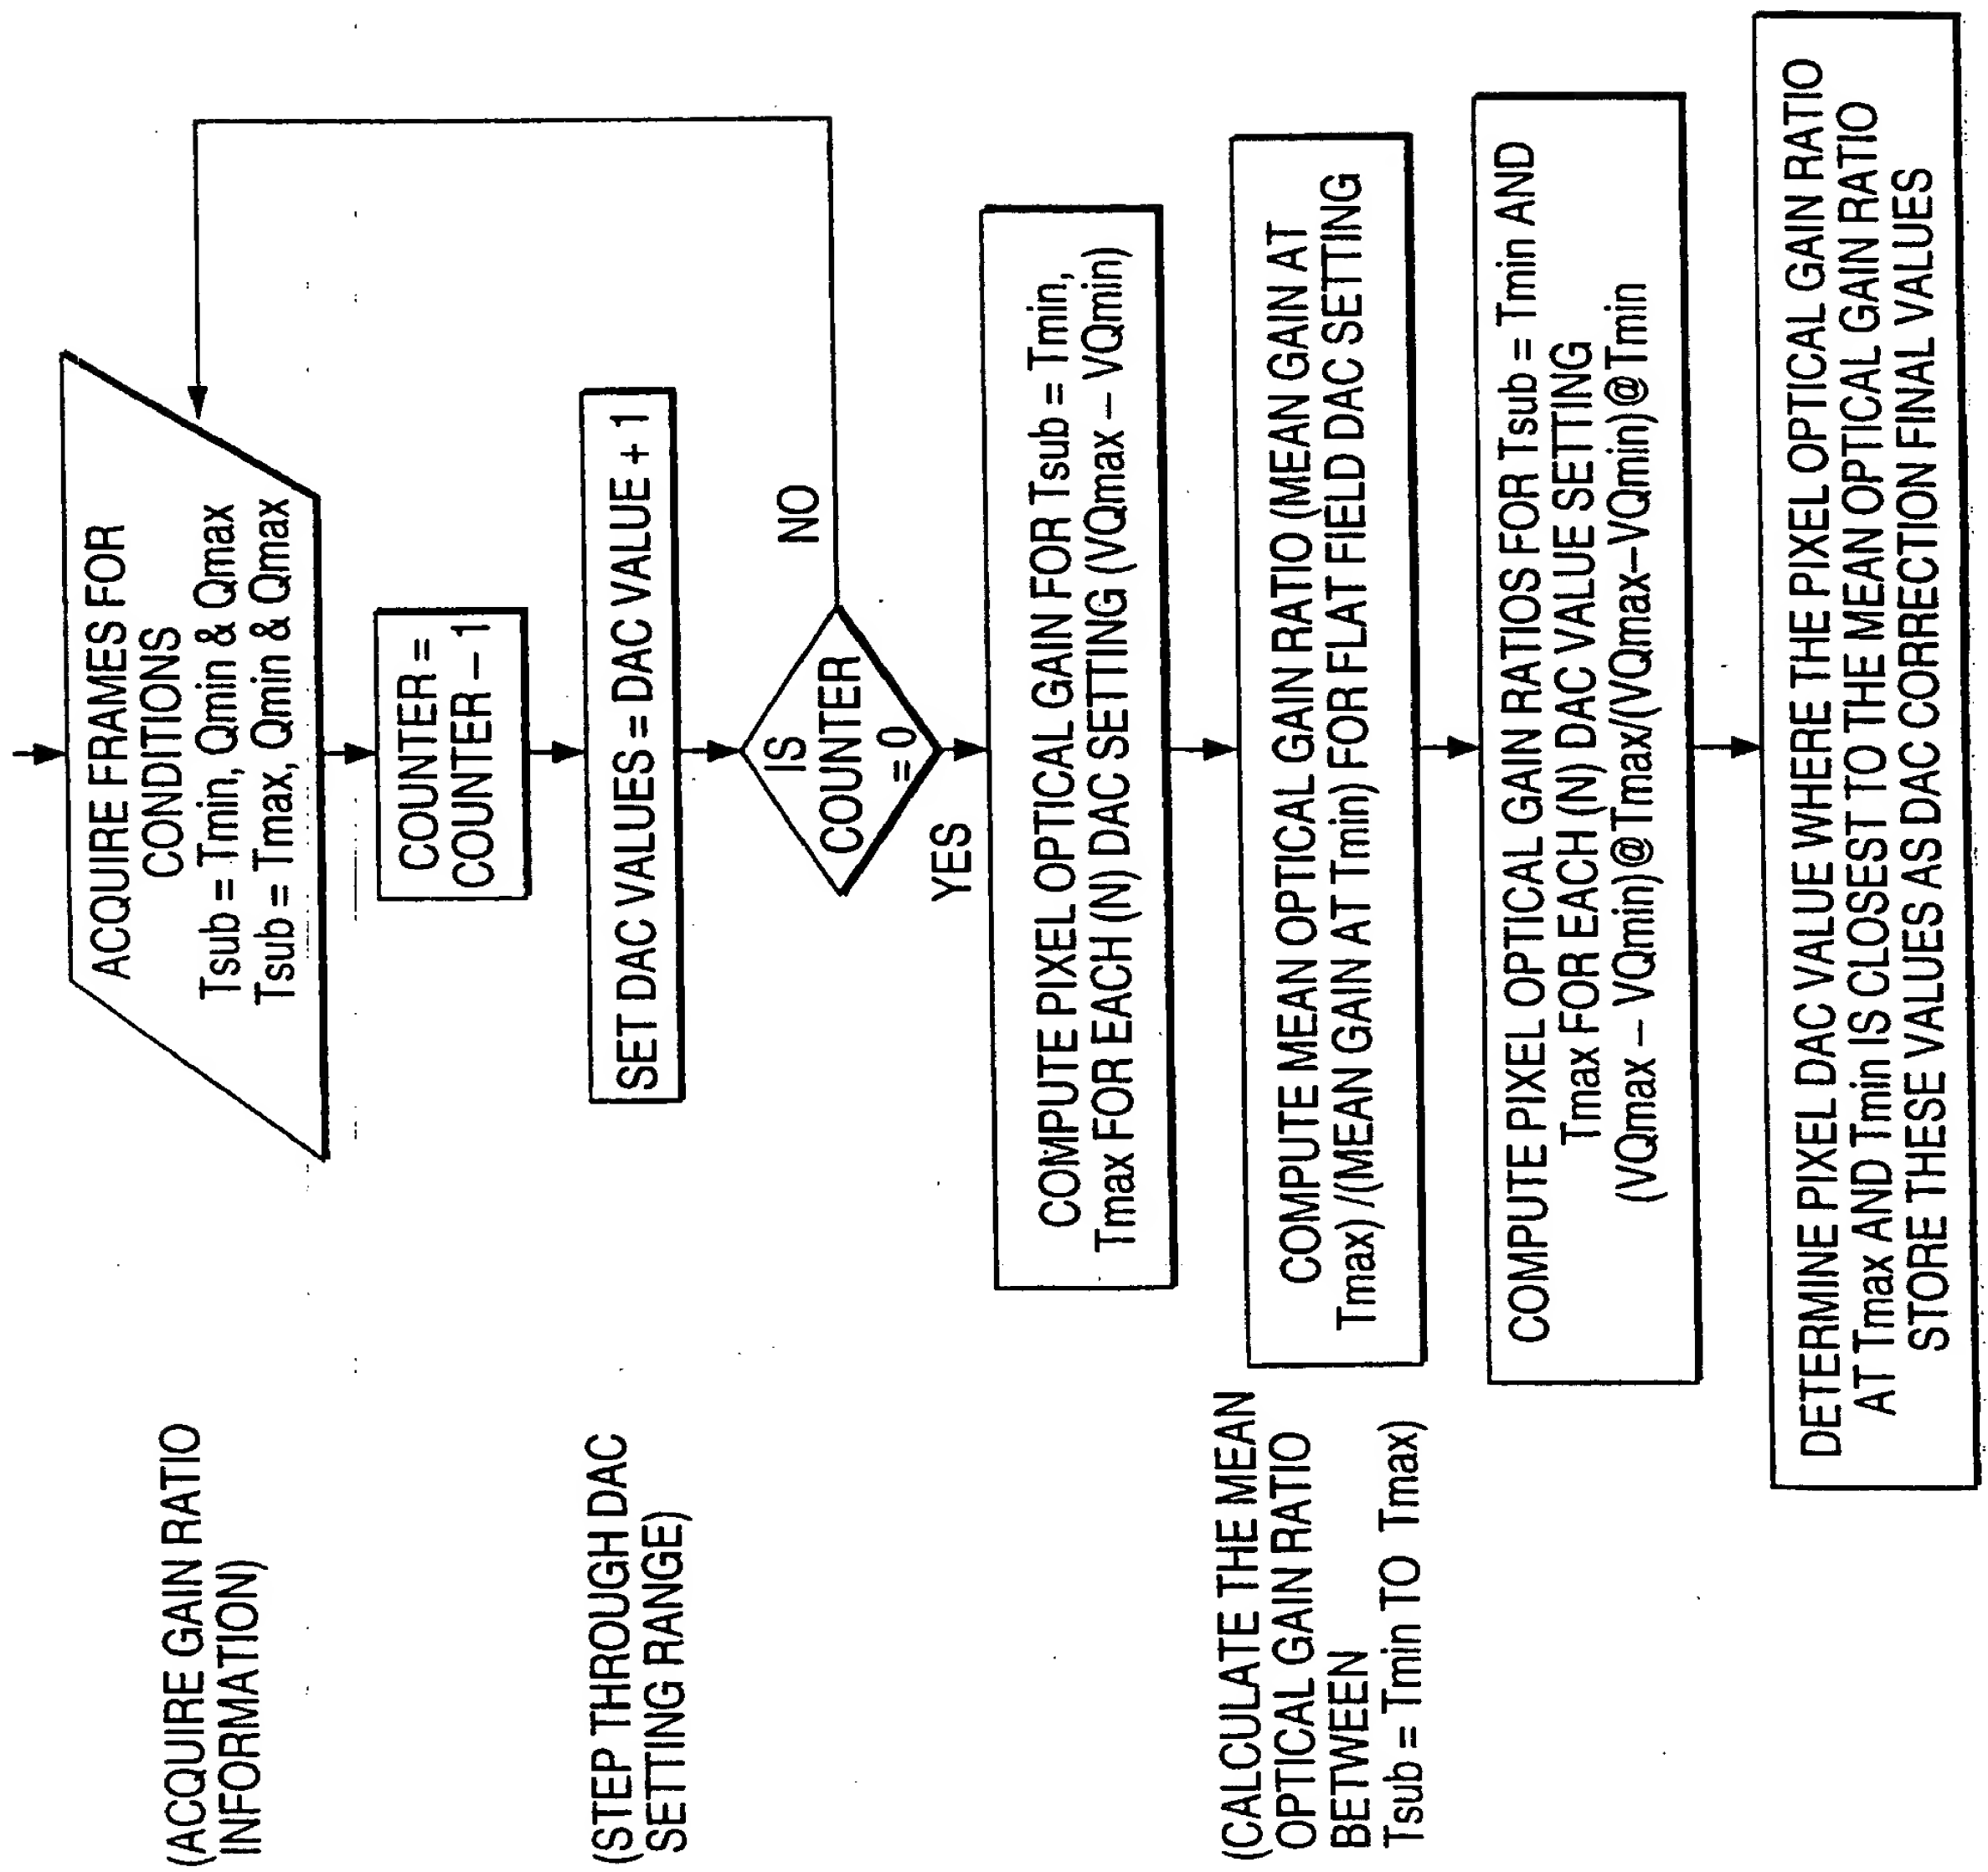 (ACQUIRE GAIN RATIO
INFORMATION)
ACQUIRE FRAMES FOR
CONDITIONS
Tsub = Tmin, Qmin & Qmax
Tsub = Tmax, Qmin & Qmax
COUNTER =
COUNTER – 1
(STEP THROUGH DAC
SETTING RANGE)
SET DAC VALUES = DAC VALUE + 1
IS
COUNTER
= 0
NO
YES
COMPUTE PIXEL OPTICAL GAIN FOR Tsub = Tmin,
Tmax FOR EACH (N) DAC SETTING (VQmax – VQmin)
(CALCULATE THE MEAN
OPTICAL GAIN RATIO
BETWEEN
Tsub = Tmin TO Tmax)
COMPUTE MEAN OPTICAL GAIN RATIO (MEAN GAIN AT
Tmax) /(MEAN GAIN AT Tmin) FOR FLAT FIELD DAC SETTING
COMPUTE PIXEL OPTICAL GAIN RATIOS FOR Tsub = Tmin AND
Tmax FOR EACH (N) DAC VALUE SETTING
(VQmax – VQmin)@Tmax/(VQmax–VQmin)@Tmin
DETERMINE PIXEL DAC VALUE WHERE THE PIXEL OPTICAL GAIN RATIO
AT Tmax AND Tmin IS CLOSEST TO THE MEAN OPTICAL GAIN RATIO
STORE THESE VALUES AS DAC CORRECTION FINAL VALUES